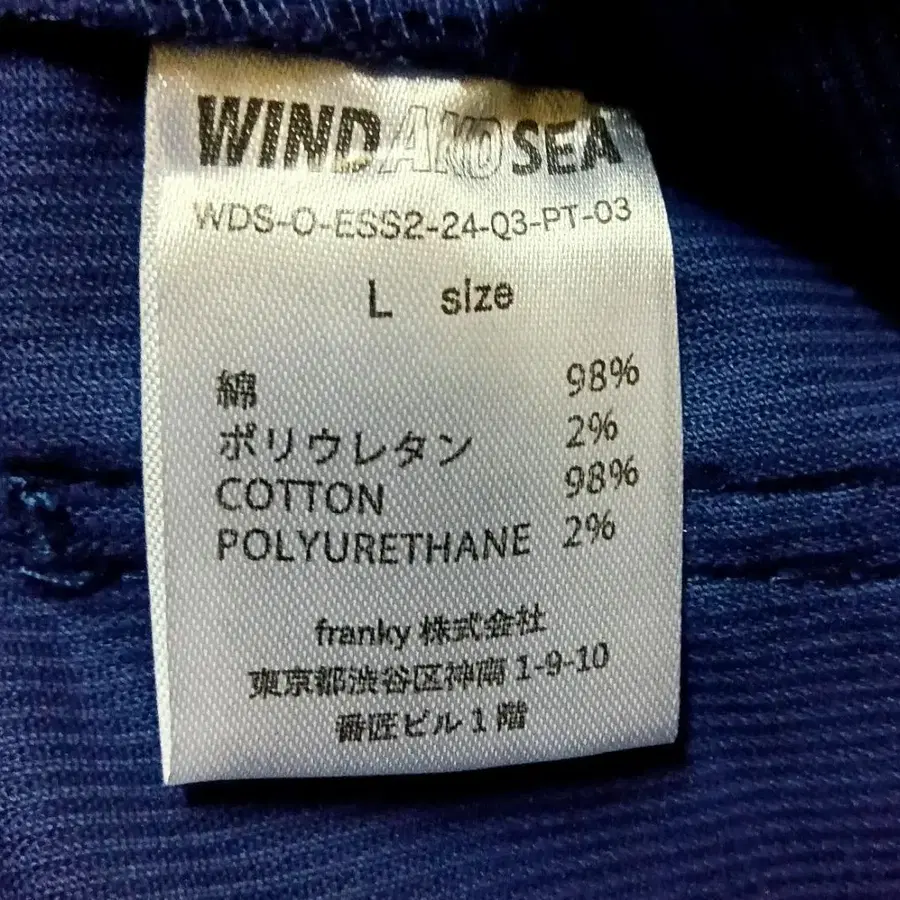 WIND AND SEA
WDS-O-ESS2-24-Q3-PT-03
L size
綿 98%
ポリウレタン 2%
COTTON 98%
POLYURETHANE 2%
franky 株式会社
東京都渋谷区神南 1-9-10
番匠ビル 1 階